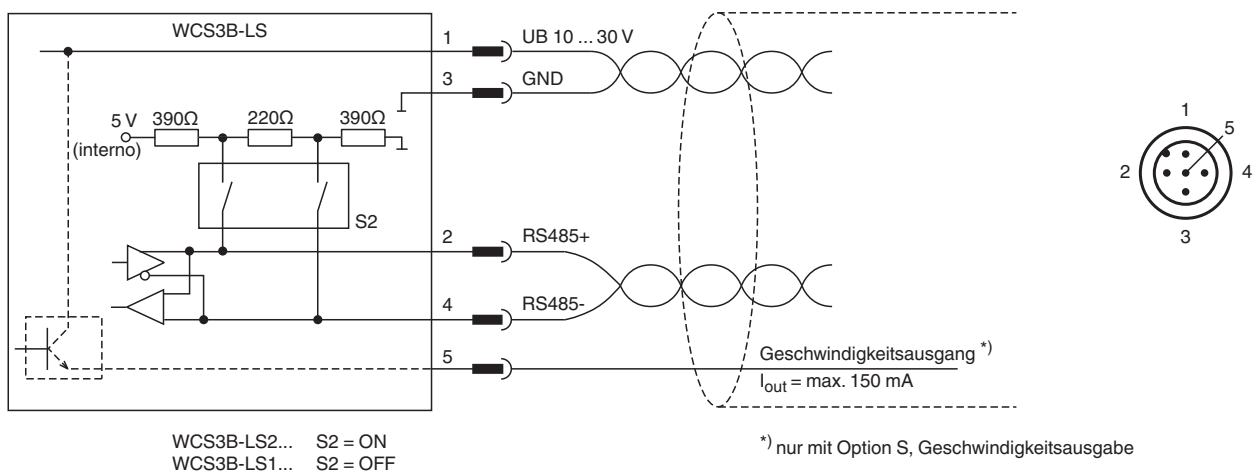 WCS3B-LS
1
UB 10 ... 30 V
3
GND
5 V
(interno)
390Ω
220Ω
390Ω
S2
2
RS485+
4
RS485-
5
Geschwindigkeitsausgang *)
Iout = max. 150 mA
1
5
2
4
3
WCS3B-LS2... S2 = ON
WCS3B-LS1... S2 = OFF
*) nur mit Option S, Geschwindigkeitsausgabe